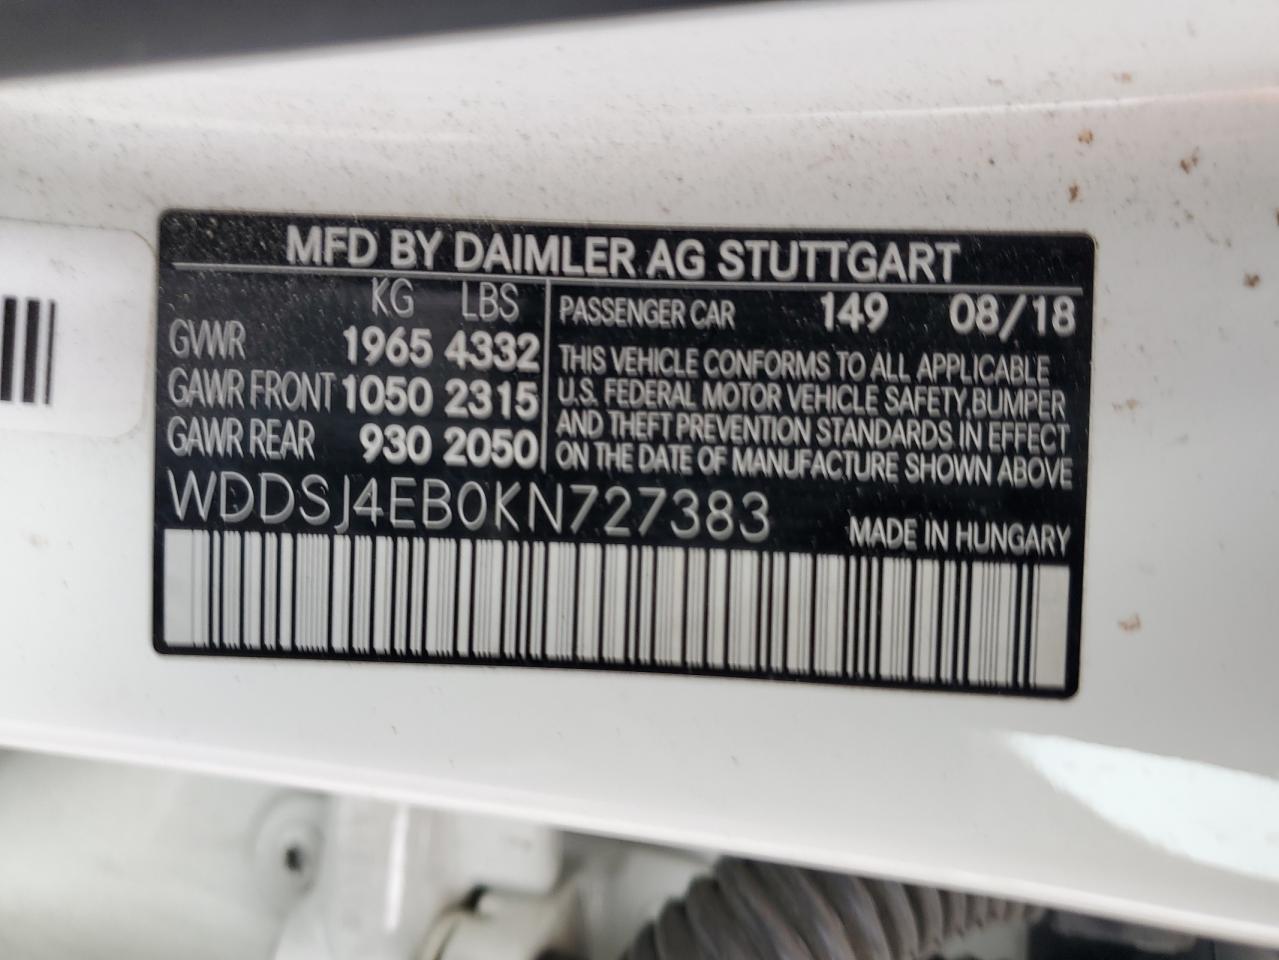 MFD BY DAIMLER AG STUTTGART
KG LBS
GVWR 1965 4332
GAWR FRONT 1050 2315
GAWR REAR 930 2050
PASSENGER CAR 149 08/18
THIS VEHICLE CONFORMS TO ALL APPLICABLE
U.S. FEDERAL MOTOR VEHICLE SAFETY, BUMPER
AND THEFT PREVENTION STANDARDS IN EFFECT
ON THE DATE OF MANUFACTURE SHOWN ABOVE
WDDSJ4EB0KN727383
MADE IN HUNGARY